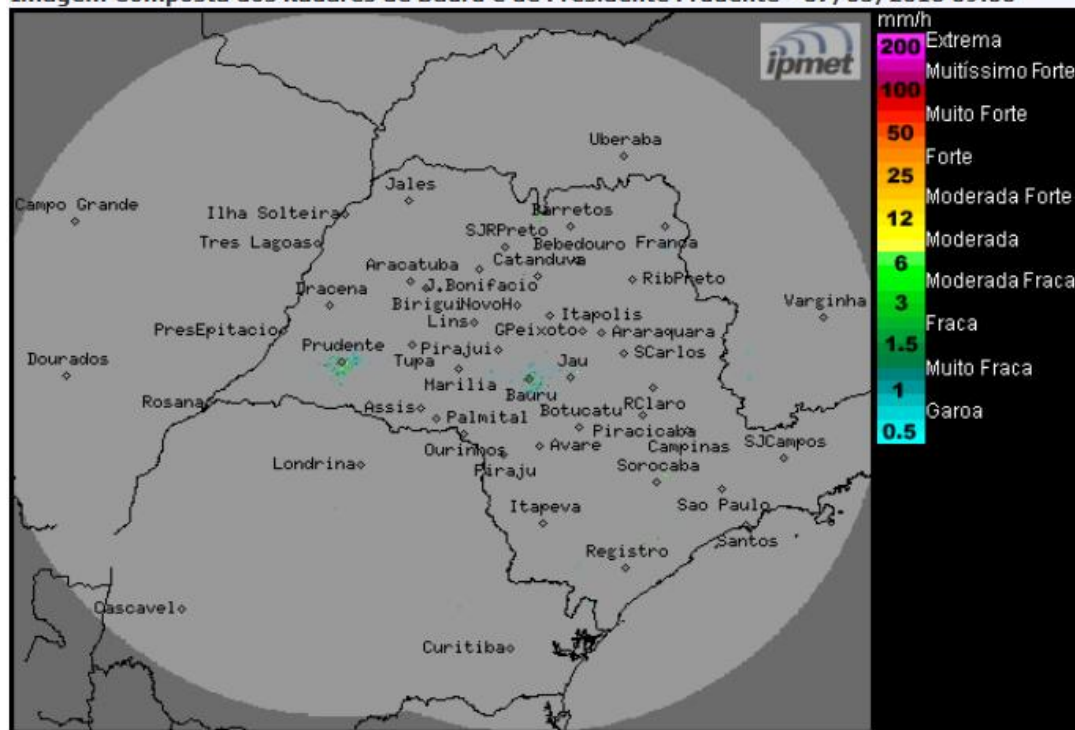 mm/h
ipmet
200 Extrema
Muitíssimo Forte
100
Muito Forte
50
Forte
25
Moderada Forte
12
Moderada
6
Moderada Fraca
3
Fraca
1.5
Muito Fraca
1
Garoa
0.5
Uberaba
Jales
Campo Grande
Ilha Solteira
Barretos
Tres Lagoas
SJRPreto
Bebedouro
Franca
Aracatuba
Catanduva
J.Bonifacio
RibPreto
Dracena
Birigui
NovoH
Varginha
Itapolis
PresEpitacio
Lins
GPeixoto
Araraquara
Prudente
Tupa
Pirajui
Jau
SCarlos
Dourados
Marilia
Bauru
Rosana
Assis
Palmital
Botucatu
RClaro
Piracicaba
Ourinhos
Avare
Campinas
SJCampos
Londrina
Piraju
Sorocaba
Itapeva
Sao Paulo
Santos
Registro
Cascavel
Curitiba